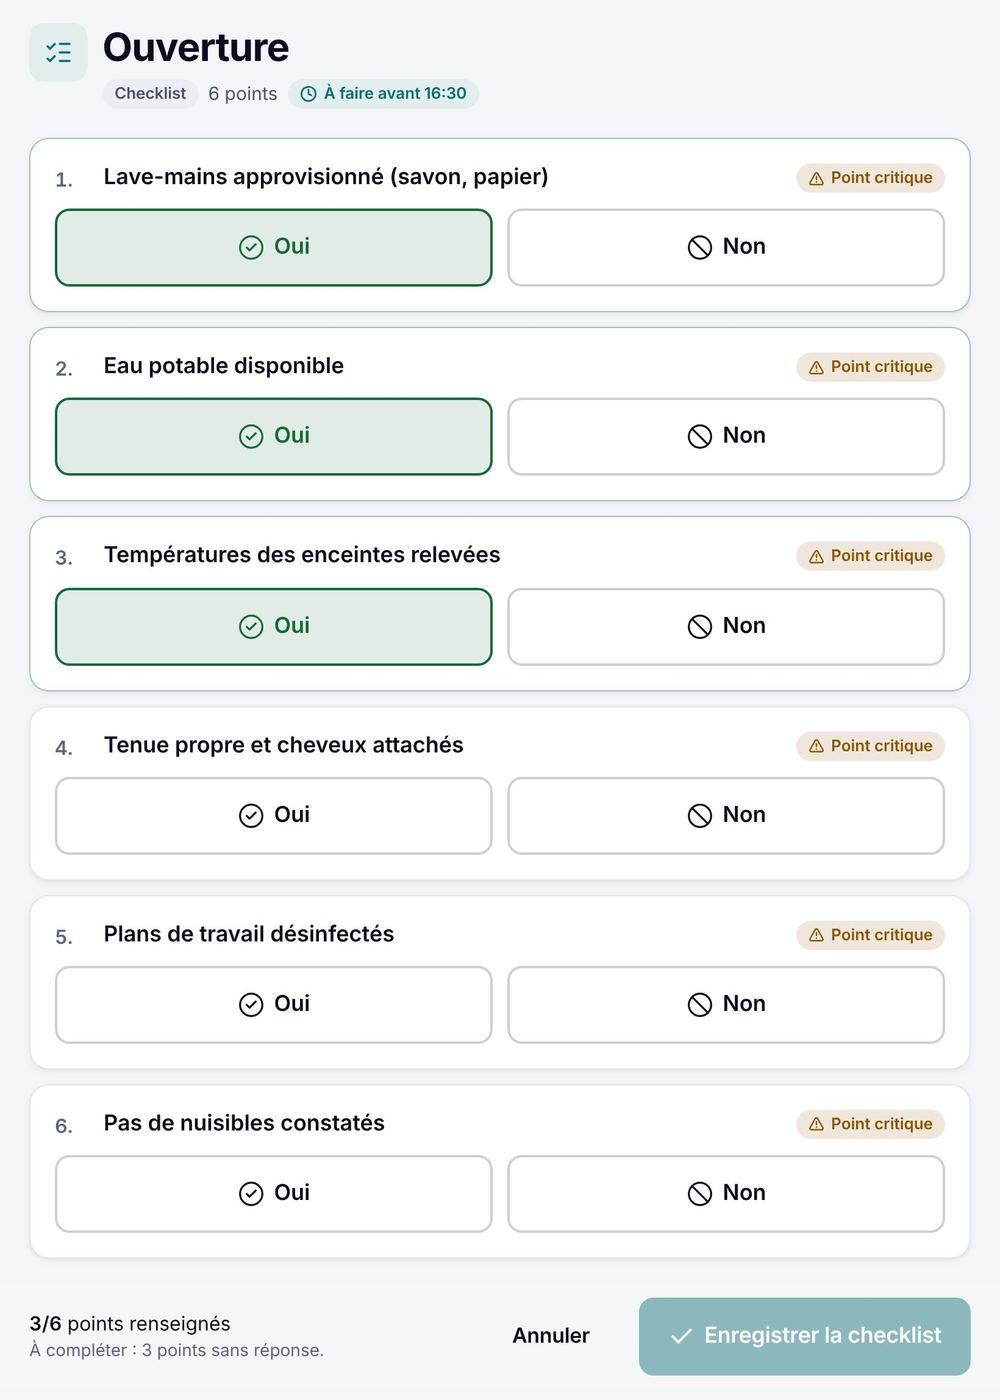 Ouverture
Checklist 6 points À faire avant 16:30
1. Lave-mains approvisionné (savon, papier) Point critique
Oui Non
2. Eau potable disponible Point critique
Oui Non
3. Températures des enceintes relevées Point critique
Oui Non
4. Tenue propre et cheveux attachés Point critique
Oui Non
5. Plans de travail désinfectés Point critique
Oui Non
6. Pas de nuisibles constatés Point critique
Oui Non
3/6 points renseignés
À compléter : 3 points sans réponse.
Annuler Enregistrer la checklist